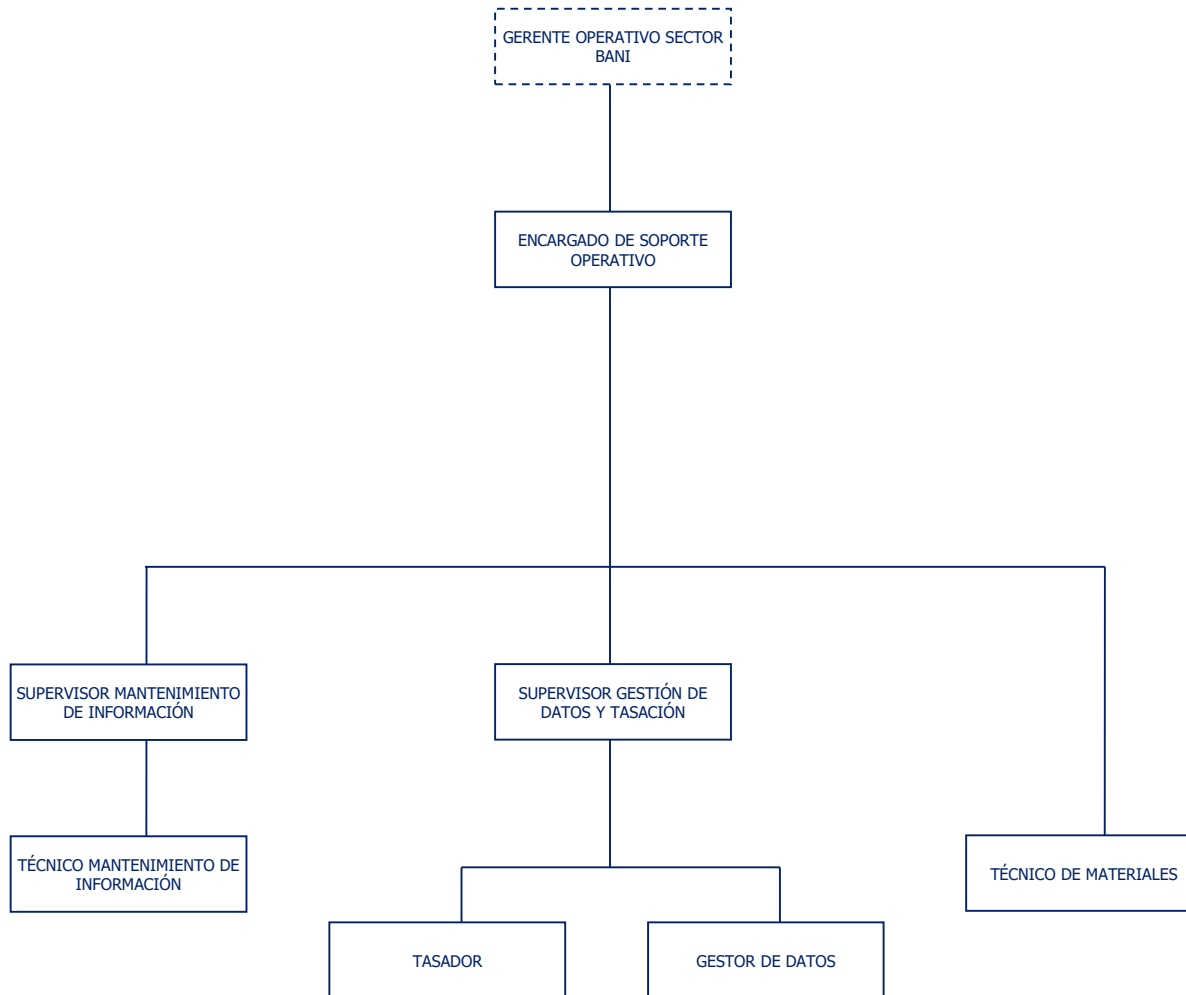 GERENTE OPERATIVO SECTOR
BANI
ENCARGADO DE SOPORTE
OPERATIVO
SUPERVISOR MANTENIMIENTO
DE INFORMACIÓN
SUPERVISOR GESTIÓN DE
DATOS Y TASACIÓN
TÉCNICO MANTENIMIENTO DE
INFORMACIÓN
TÉCNICO DE MATERIALES
TASADOR
GESTOR DE DATOS